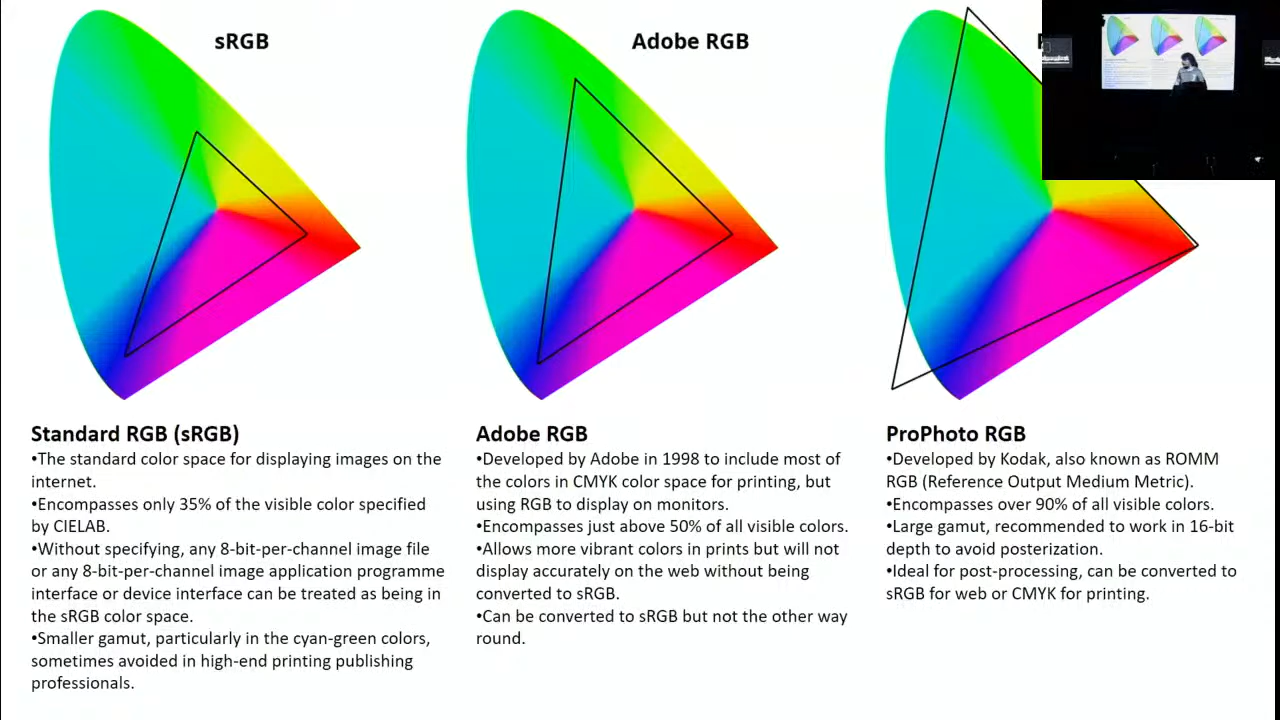 sRGB
Adobe RGB
Standard RGB (sRGB)
•The standard color space for displaying images on the
internet.
•Encompasses only 35% of the visible color specified
by CIELAB.
•Without specifying, any 8-bit-per-channel image file
or any 8-bit-per-channel image application programme
interface or device interface can be treated as being in
the sRGB color space.
•Smaller gamut, particularly in the cyan-green colors,
sometimes avoided in high-end printing publishing
professionals.
Adobe RGB
•Developed by Adobe in 1998 to include most of
the colors in CMYK color space for printing, but
using RGB to display on monitors.
•Encompasses just above 50% of all visible colors.
•Allows more vibrant colors in prints but will not
display accurately on the web without being
converted to sRGB.
•Can be converted to sRGB but not the other way
round.
ProPhoto RGB
•Developed by Kodak, also known as ROMM
RGB (Reference Output Medium Metric).
•Encompasses over 90% of all visible colors.
•Large gamut, recommended to work in 16-bit
depth to avoid posterization.
•Ideal for post-processing, can be converted to
sRGB for web or CMYK for printing.